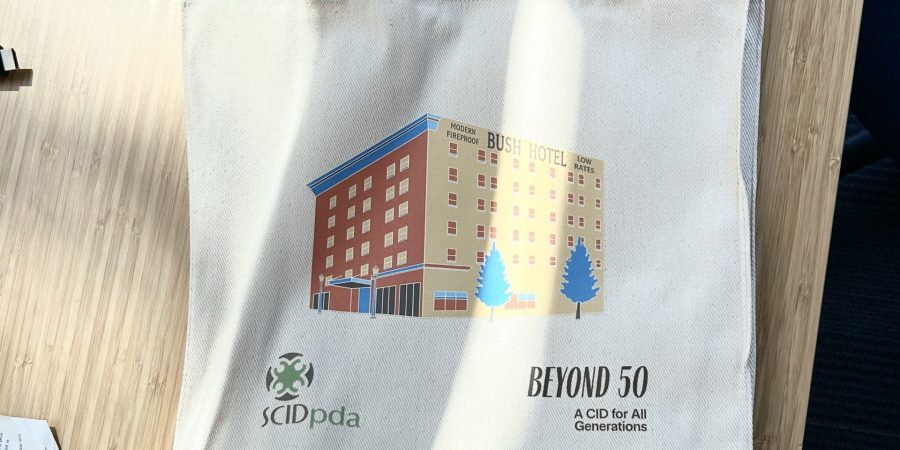 MODERN
FIREPROOF
BUSH HOTEL
LOW
RATES
SCIDpda
BEYOND 50
A CID for All
Generations